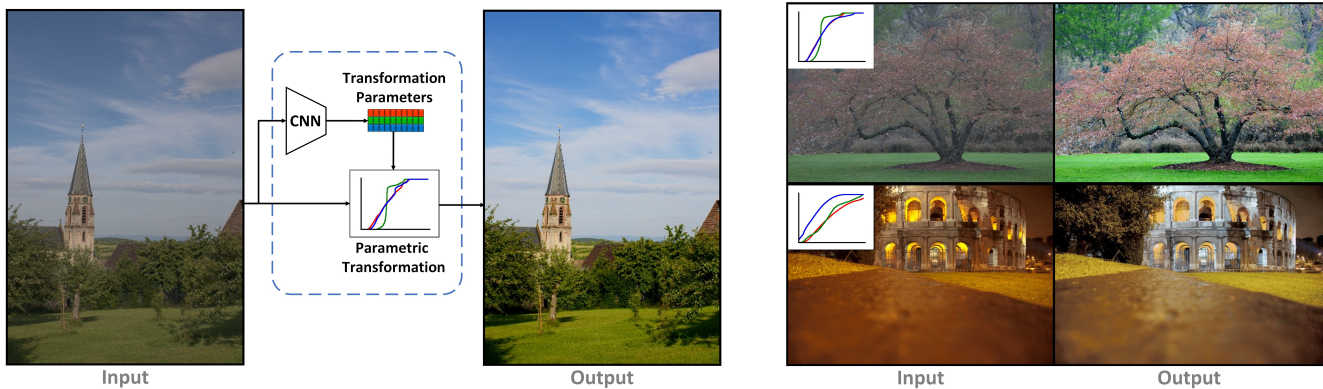 Transformation
Parameters
CNN
Parametric
Transformation
Input
Output
Input
Output